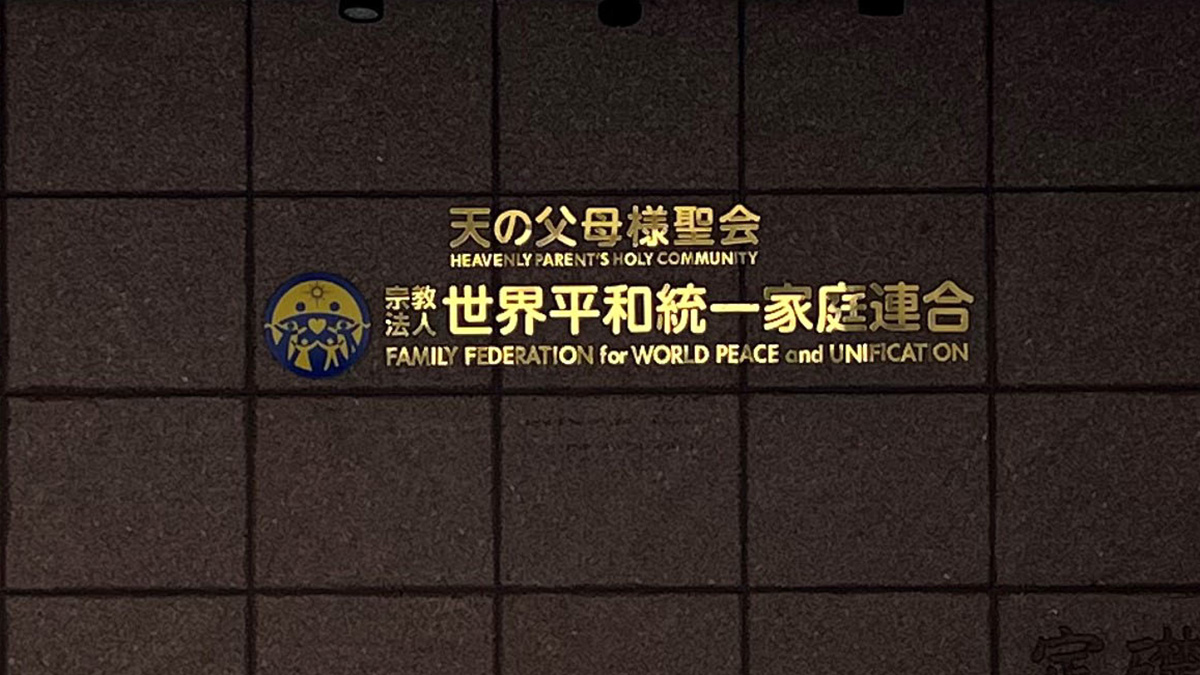 天の父母様聖会
HEAVENLY PARENT'S HOLY COMMUNITY
宗教法人 世界平和統一家庭連合
FAMILY FEDERATION for WORLD PEACE and UNIFICATION